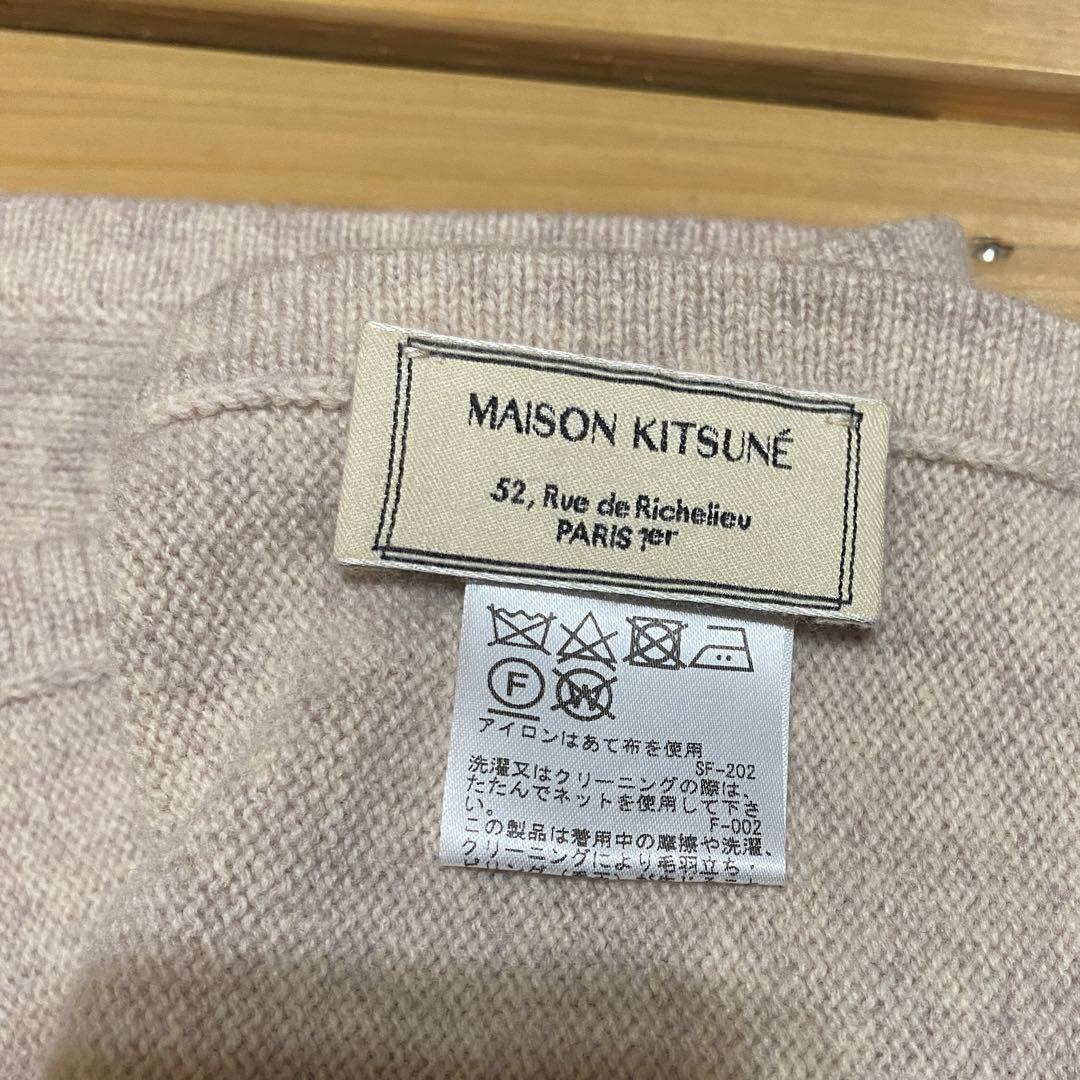 MAISON KITSUNÉ
52, Rue de Richelieu
PARIS 1er
F W
アイロンはあて布を使用
SF-202
洗濯又はクリーニングの際は、
たたんでネットを使用して下さ
い。
F-002
この製品は着用中の摩擦や洗濯、
クリーニングにより毛羽立ち・